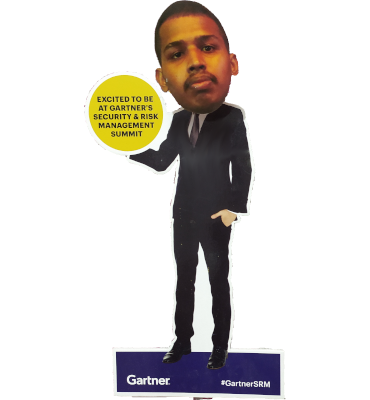 EXCITED TO BE
AT GARTNER'S
SECURITY & RISK
MANAGEMENT
SUMMIT
Gartner
#GartnerSRM